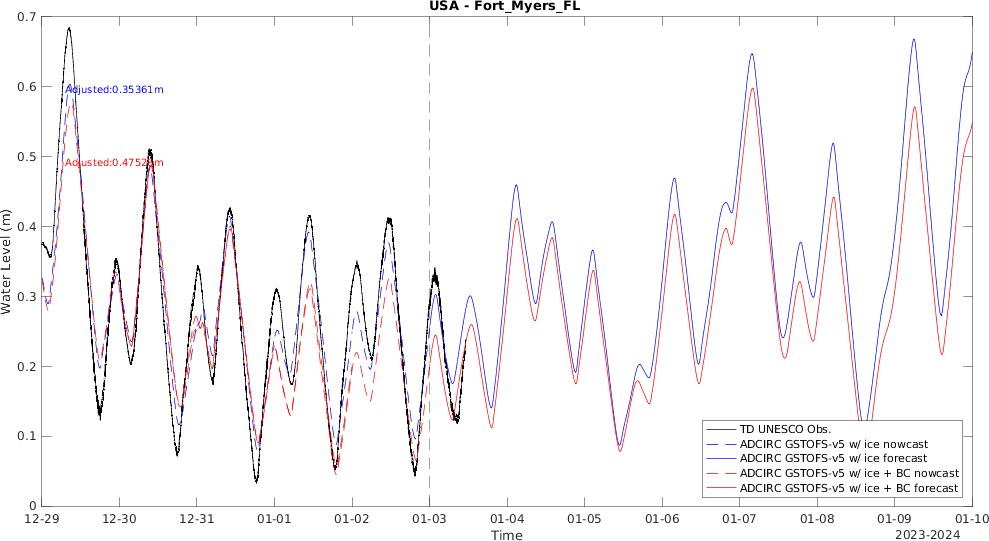 USA - Fort_Myers_FL
Water Level (m)
0.7
0.6
0.5
0.4
0.3
0.2
0.1
0
Adjusted:0.35361m
TD UNESCO Obs.
ADCIRC GSTOFS-v5 w/ ice nowcast
ADCIRC GSTOFS-v5 w/ ice forecast
ADCIRC GSTOFS-v5 w/ ice + BC nowcast
ADCIRC GSTOFS-v5 w/ ice + BC forecast
12-29 12-30 12-31 01-01 01-02 01-03 01-04 01-05 01-06 01-07 01-08 01-09 01-10
Time
2023-2024